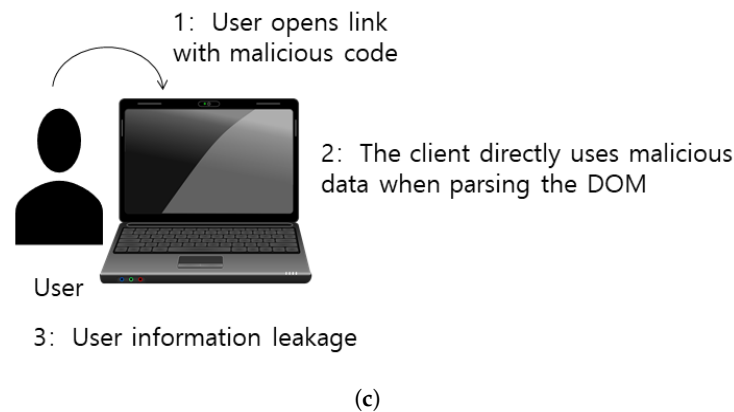 1: User opens link
with malicious code
2: The client directly uses malicious
data when parsing the DOM
User
3: User information leakage
(c)